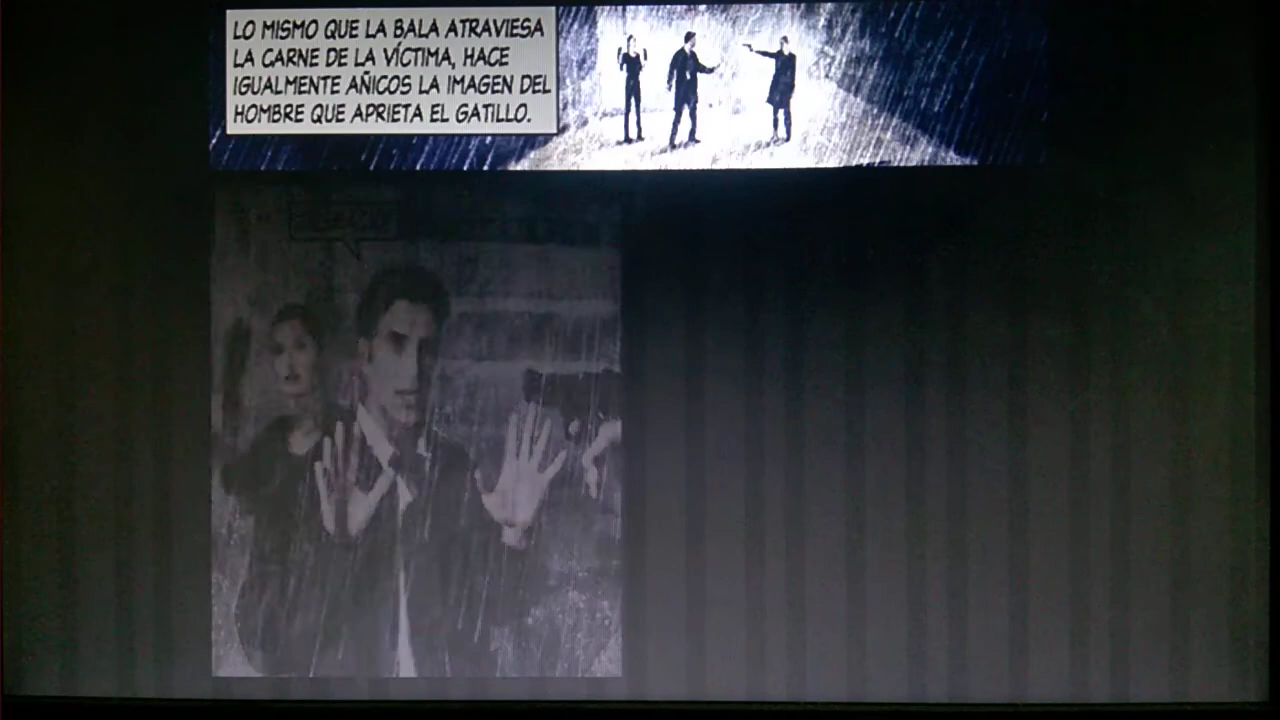 LO MISMO QUE LA BALA ATRAVIESA
LA CARNE DE LA VÍCTIMA, HACE
IGUALMENTE AÑICOS LA IMAGEN DEL
HOMBRE QUE APRIETA EL GATILLO.